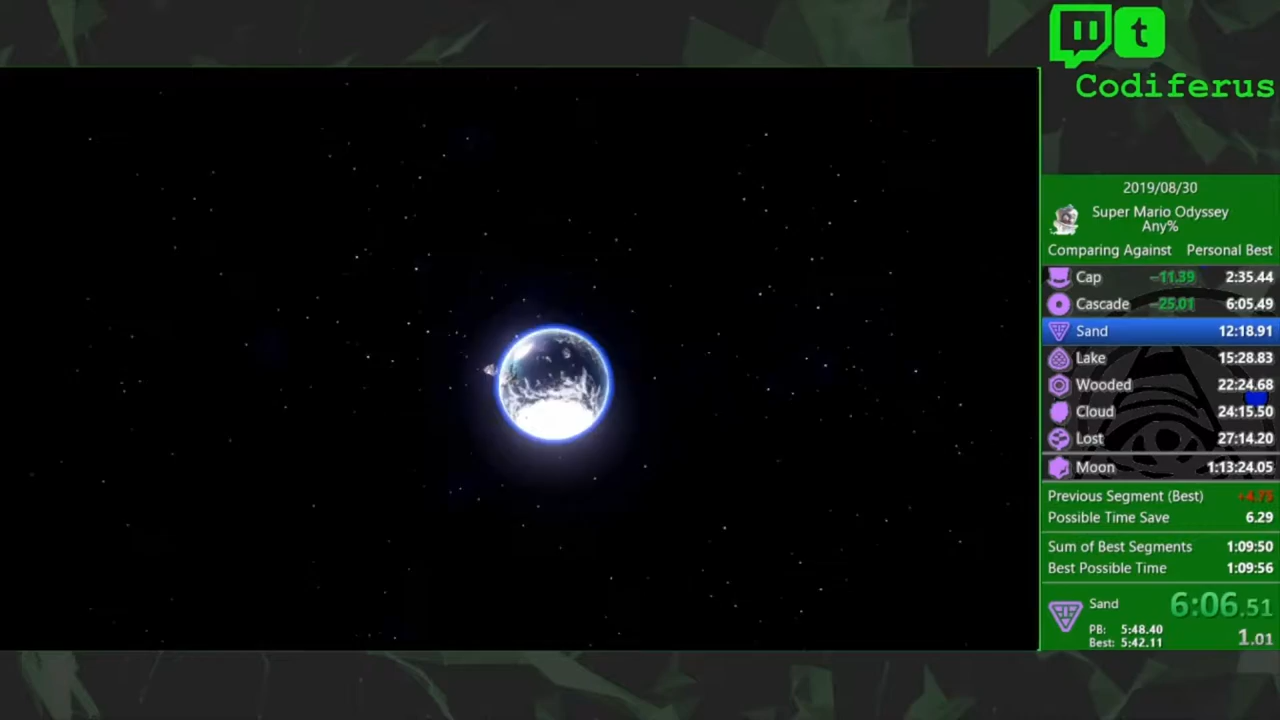 t
Codiferus
2019/08/30
Super Mario Odyssey
Any%
Comparing Against Personal Best
Cap -11.39 2:35.44
Cascade -25.01 6:05.49
Sand 12:18.91
Lake 15:28.83
Wooded 22:24.68
Cloud 24:15.50
Lost 27:14.20
Moon 1:13:24.05
Previous Segment (Best) +4.75
Possible Time Save 6.29
Sum of Best Segments 1:09:50
Best Possible Time 1:09:56
Sand 6:06.51
PB: 5:48.40
Best: 5:42.11 1.01